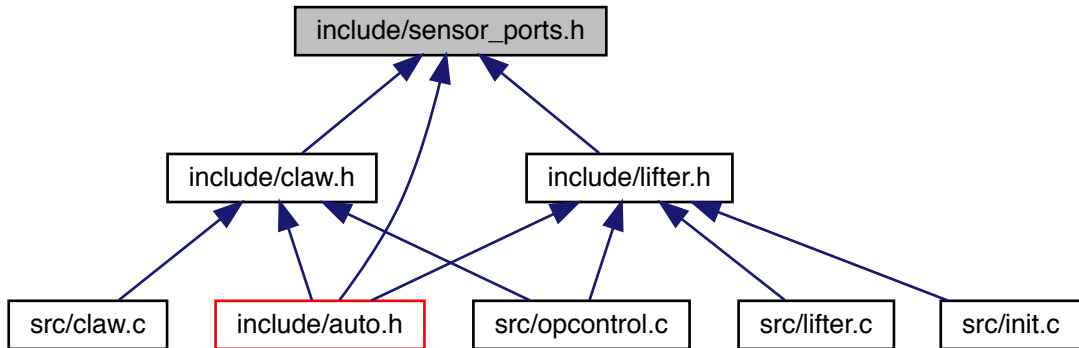 include/sensor_ports.h
include/claw.h
include/lifter.h
src/claw.c
include/auto.h
src/opcontrol.c
src/lifter.c
src/init.c